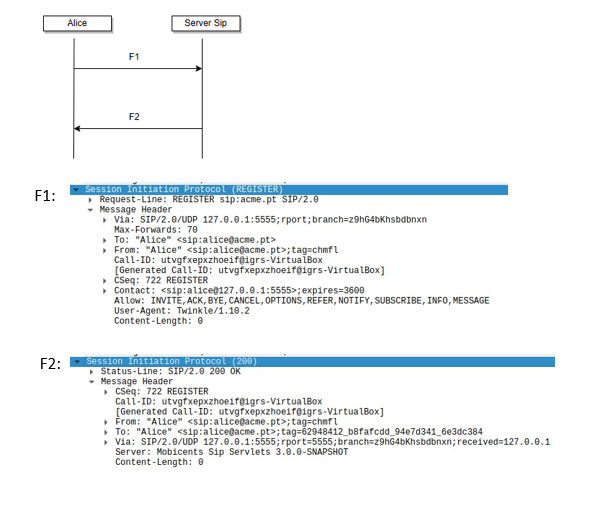 Alice
Server Sip
F1
F2
F1:
Session Initiation Protocol (REGISTER)
Request-Line: REGISTER sip:acme.pt SIP/2.0
Message Header
Via: SIP/2.0/UDP 127.0.0.1:5555;rport;branch=z9hG4bKhsbdbnxn
Max-Forwards: 70
To: "Alice" <sip:alice@acme.pt>
From: "Alice" <sip:alice@acme.pt>;tag=chmfl
Call-ID: utvgfxepxzhoeif@igrs-VirtualBox
[Generated Call-ID: utvgfxepxzhoeif@igrs-VirtualBox]
CSeq: 722 REGISTER
Contact: <sip:alice@127.0.0.1:5555>;expires=3600
Allow: INVITE,ACK,BYE,CANCEL,OPTIONS,REFER,NOTIFY,SUBSCRIBE,INFO,MESSAGE
User-Agent: Twinkle/1.10.2
Content-Length: 0
F2:
Session Initiation Protocol (200)
Status-Line: SIP/2.0 200 OK
Message Header
CSeq: 722 REGISTER
Call-ID: utvgfxepxzhoeif@igrs-VirtualBox
[Generated Call-ID: utvgfxepxzhoeif@igrs-VirtualBox]
From: "Alice" <sip:alice@acme.pt>;tag=chmfl
To: "Alice" <sip:alice@acme.pt>;tag=62948412_b8fafcdd_94e7d341_6e3dc384
Via: SIP/2.0/UDP 127.0.0.1:5555;rport=5555;branch=z9hG4bKhsbdbnxn;received=127.0.0.1
Server: Mobicents Sip Servlets 3.0.0-SNAPSHOT
Content-Length: 0